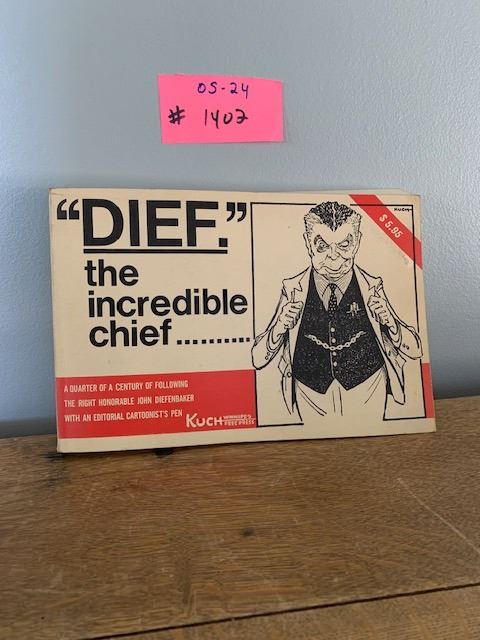 OS-24
# 1402
"DIEF."
the
incredible
chief..........
KUCH
$5.95
A QUARTER OF A CENTURY OF FOLLOWING
THE RIGHT HONORABLE JOHN DIEFENBAKER
WITH AN EDITORIAL CARTOONIST'S PEN
KUCH WINNIPEG
FREE PRESS